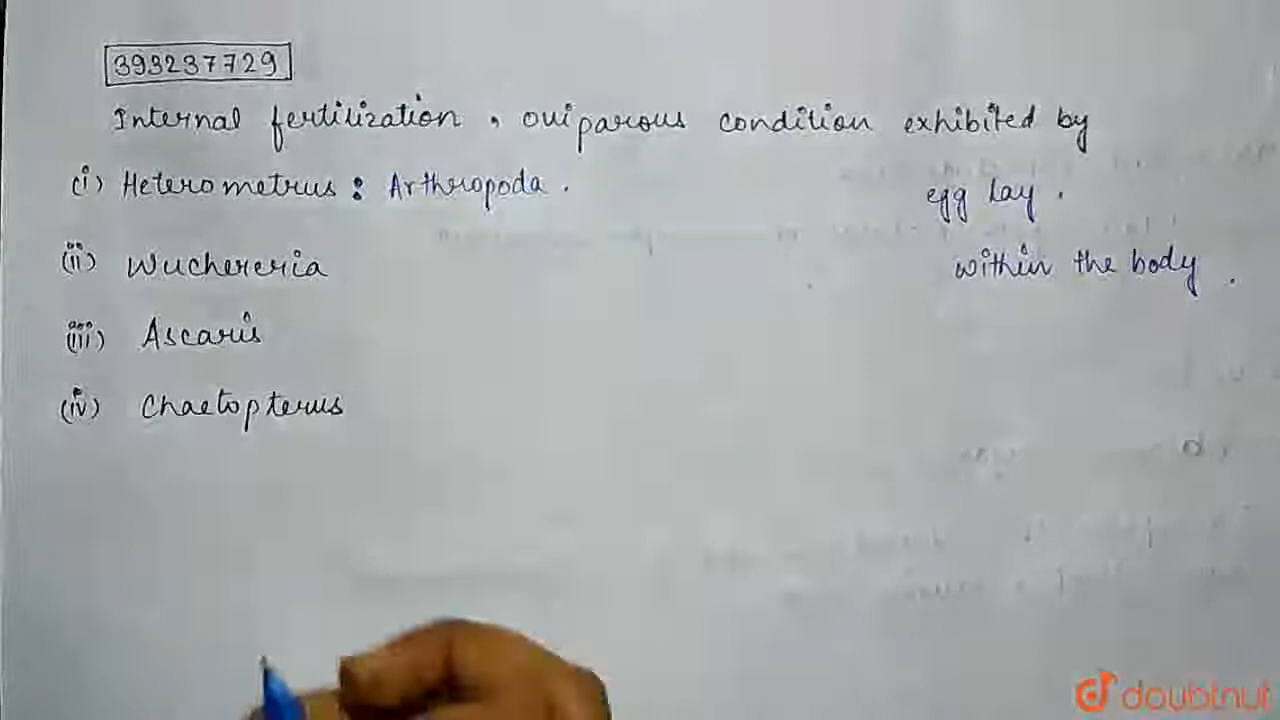 393237729
Internal fertilization, oviparous condition exhibited by
(i) Heterometrus : Arthropoda.
egg lay.
(ii) Wuchereria
within the body.
(iii) Ascaris
(iv) Chaetopterus
doubtnut